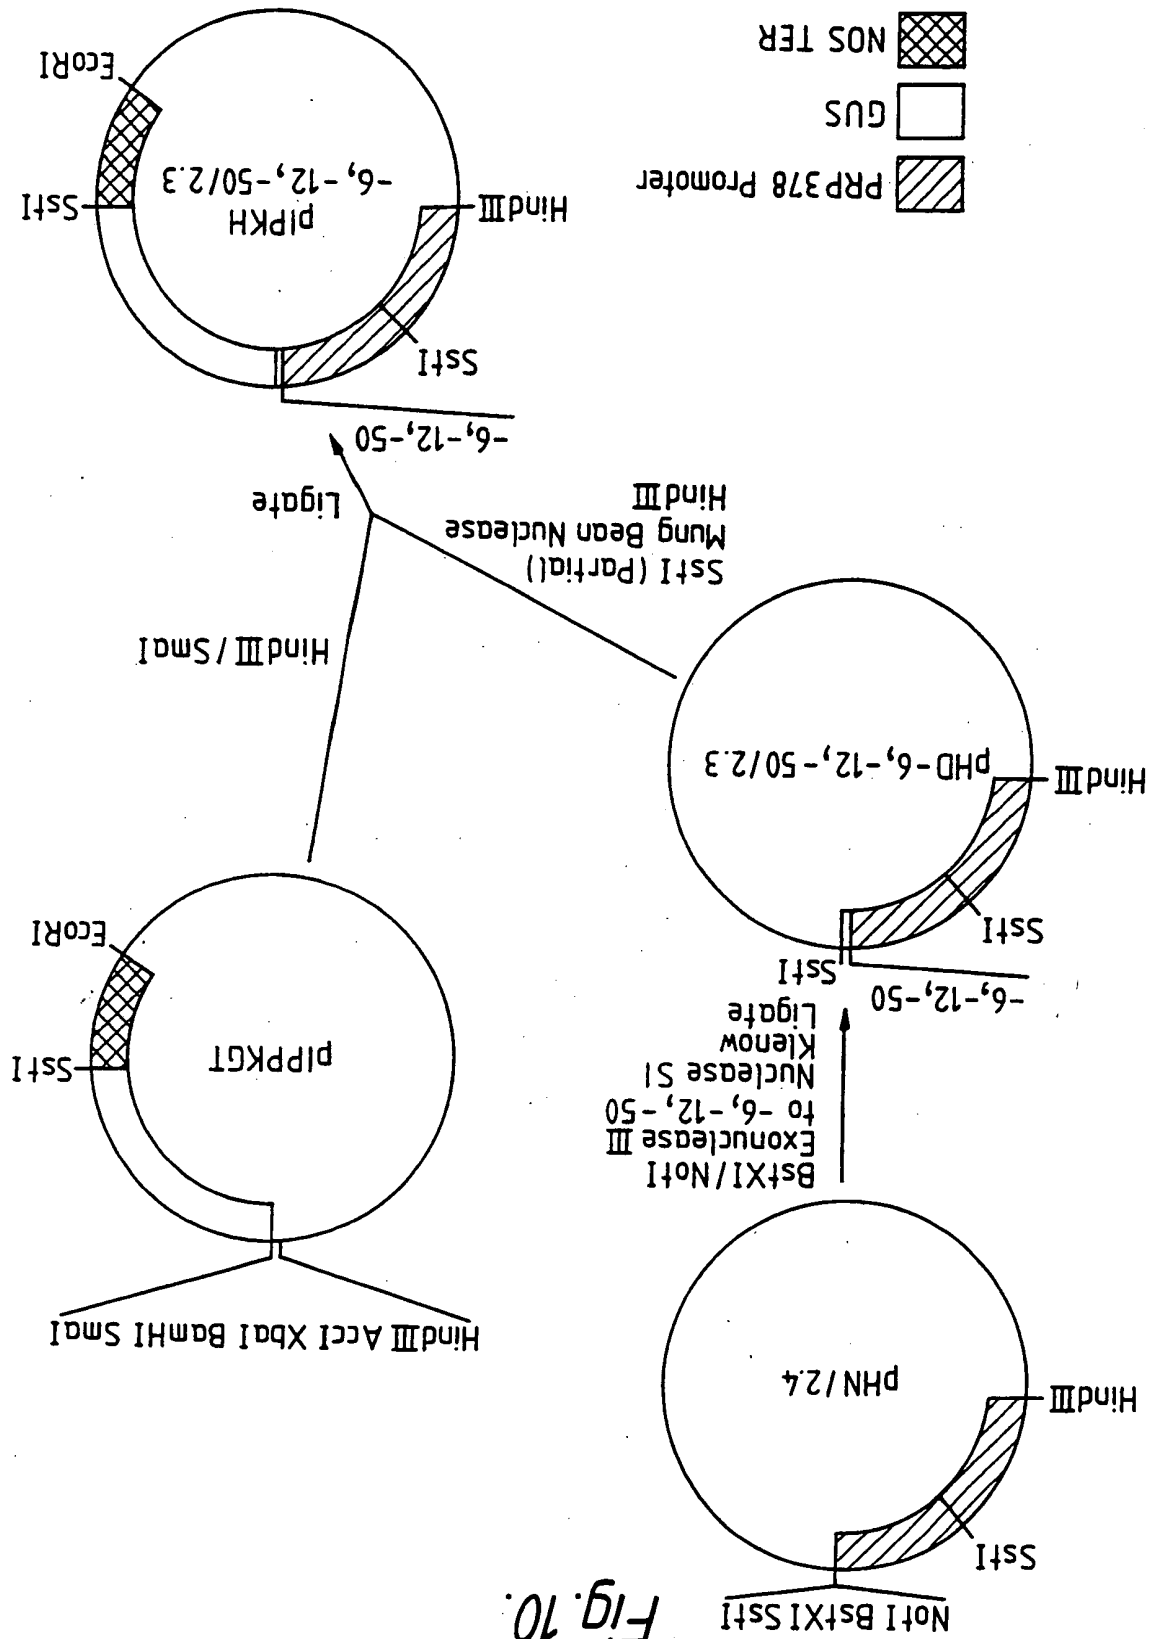 Fig. 10.
NotI BstXI SstI
SstI
HindIII
pHN/2.4
HindIII AccI XbaI BamHI SmaI
pIPPKGT
SstI
EcoRI
BstXI/NotI
Exonuclease III
to -6,-12,-50
Nuclease S1
Klenow
Ligate
-6,-12,-50
SstI
SstI
HindIII
pHD-6,-12,-50/2.3
HindIII/SmaI
SstI (Partial)
Mung Bean Nuclease
HindIII
Ligate
-6,-12,-50
SstI
HindIII
pIPKH
-6,-12,-50/2.3
SstI
EcoRI
PRP378 Promoter
GUS
NOS TER